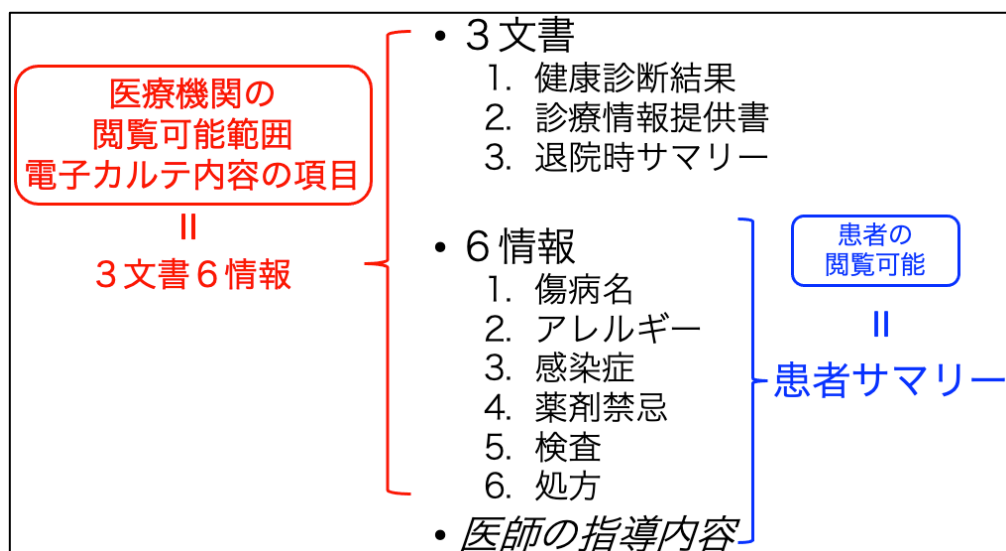 医療機関の
閲覧可能範囲
電子カルテ内容の項目
=
３文書６情報
• ３文書
1. 健康診断結果
2. 診療情報提供書
3. 退院時サマリー
• ６情報
1. 傷病名
2. アレルギー
3. 感染症
4. 薬剤禁忌
5. 検査
6. 処方
• 医師の指導内容
患者の
閲覧可能
=
患者サマリー